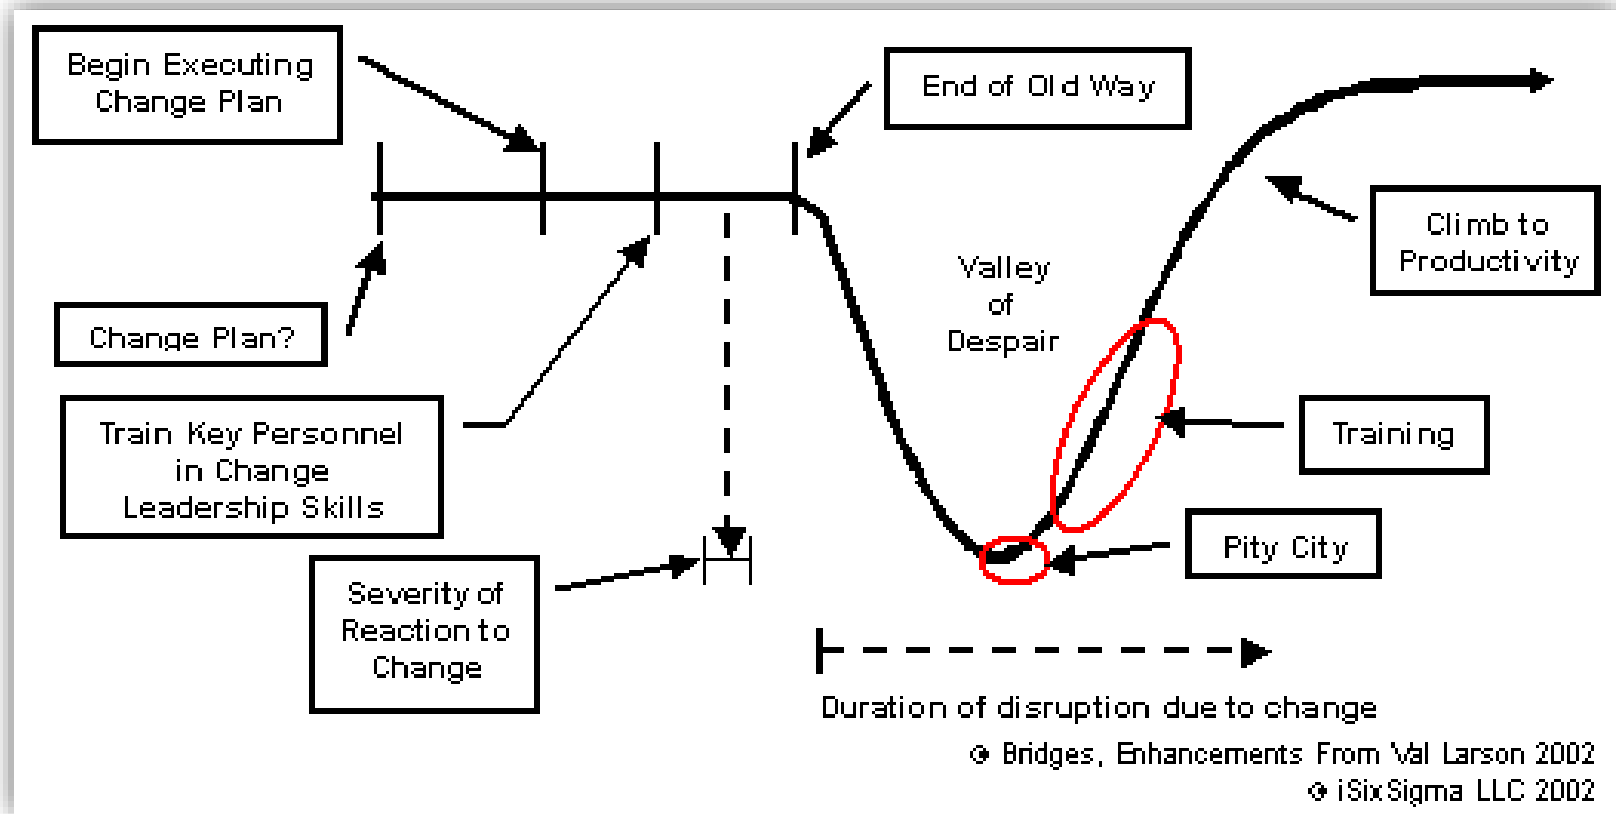 Begin Executing
Change Plan
End of Old Way
Climb to
Productivity
Valley
of
Despair
Change Plan?
Train Key Personnel
in Change
Leadership Skills
Training
Pity City
Severity of
Reaction to
Change
Duration of disruption due to change
© Bridges, Enhancements From Val Larson 2002
© iSixSigma LLC 2002